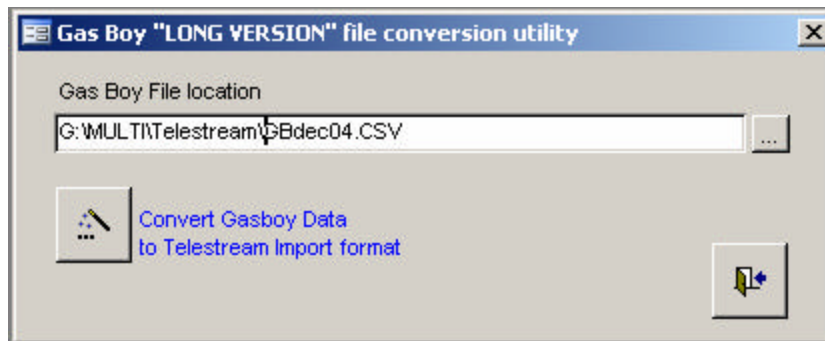 Gas Boy "LONG VERSION" file conversion utility
Gas Boy File location
G:\MULTI\Telestream\GBdec04.CSV
...
Convert Gasboy Data
to Telestream Import format